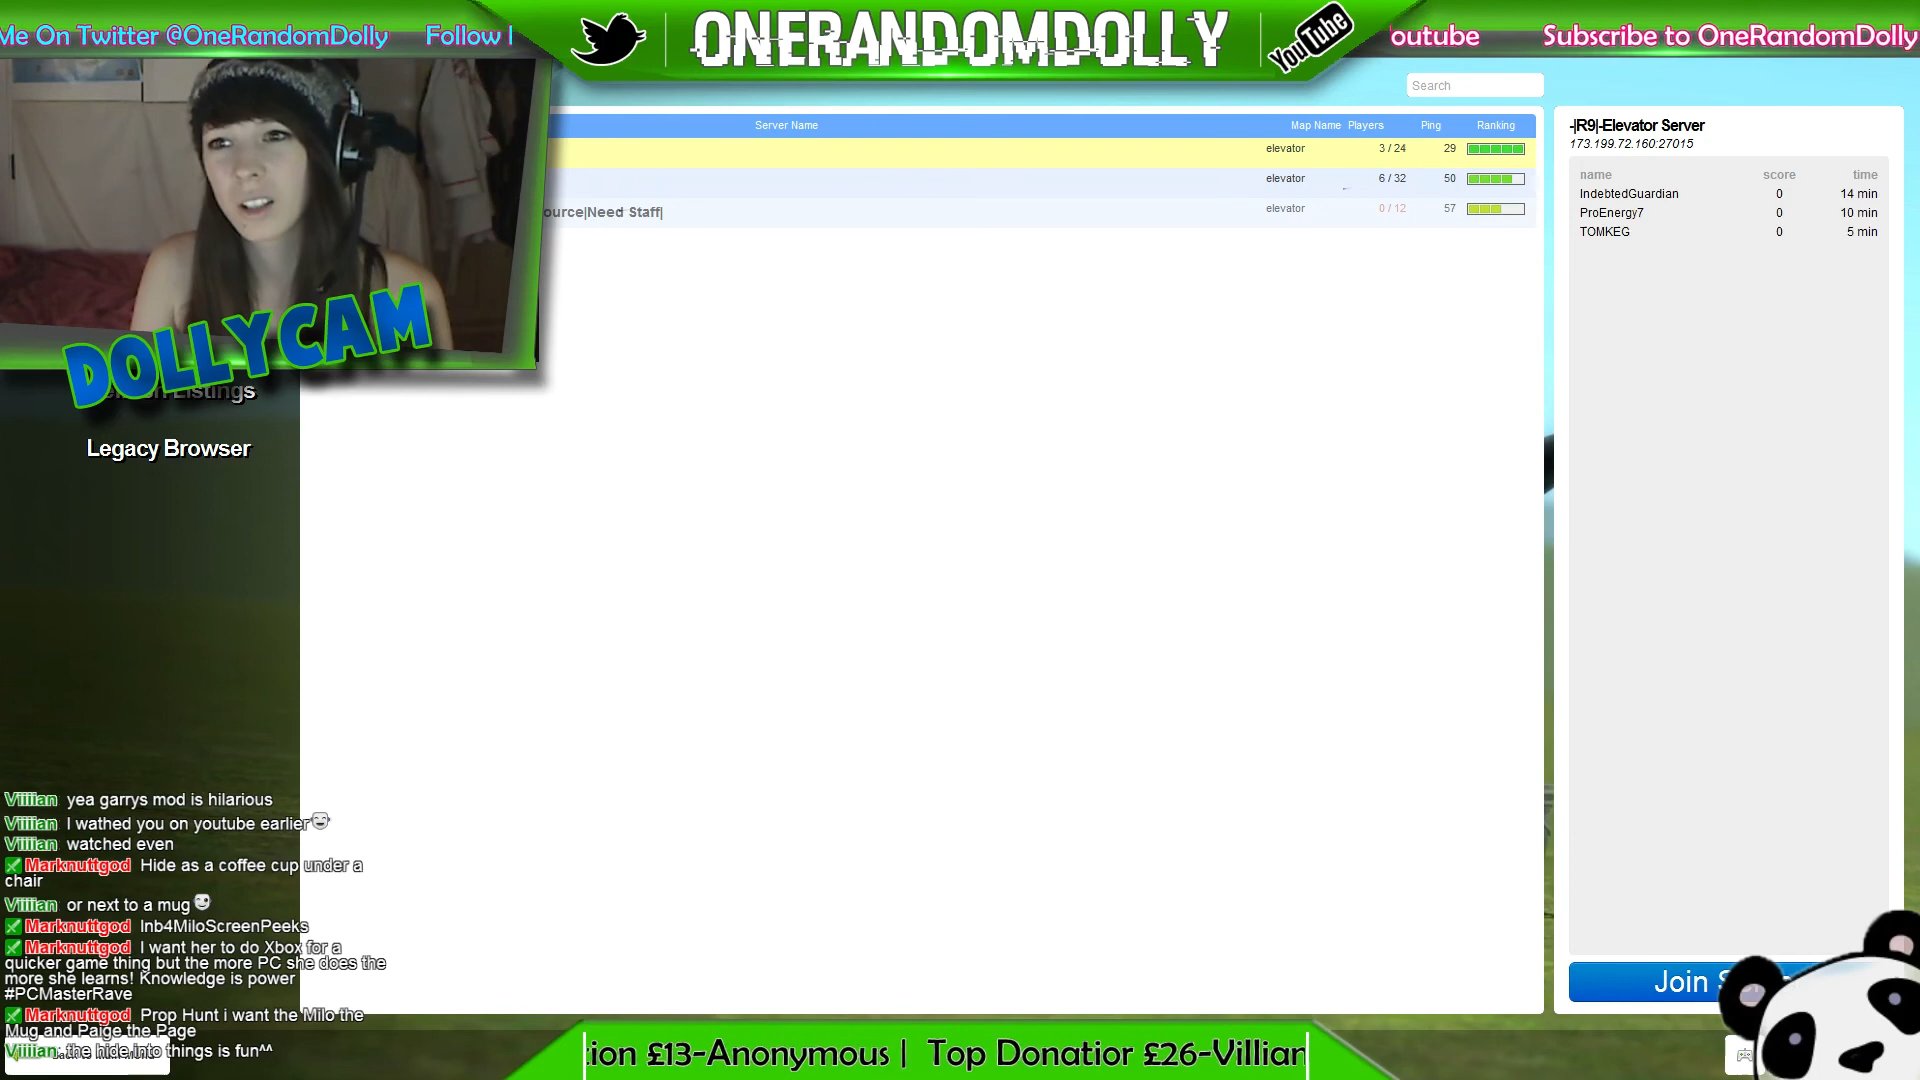 Me On Twitter @OneRandomDolly Follow
ONERANDOMDOLLY
YouTube
outube Subscribe to OneRandomDolly
Search
Server Name Map Name Players Ping Ranking
elevator 3 / 24 29
elevator 6 / 32 50
ource|Need Staff| elevator 0 / 12 57
-|R9|-Elevator Server
173.199.72.160:27015
name score time
IndebtedGuardian 0 14 min
ProEnergy7 0 10 min
TOMKEG 0 5 min
DOLLYCAM
Listings
Legacy Browser
Viiiiian yea garrys mod is hilarious
Viiiiian I wathed you on youtube earlier
Viiiiian watched even
Marknuttgod Hide as a coffee cup under a
chair
Viiiiian or next to a mug
Marknuttgod Inb4MiloScreenPeeks
Marknuttgod I want her to do Xbox for a
quicker game thing but the more PC she does the
more she learns! Knowledge is power
#PCMasterRave
Marknuttgod Prop Hunt i want the Milo the
Mug and Paige the Page
Viiiiian: the hide into things is fun^^
Join S
tion £13-Anonymous | Top Donatior £26-Villian